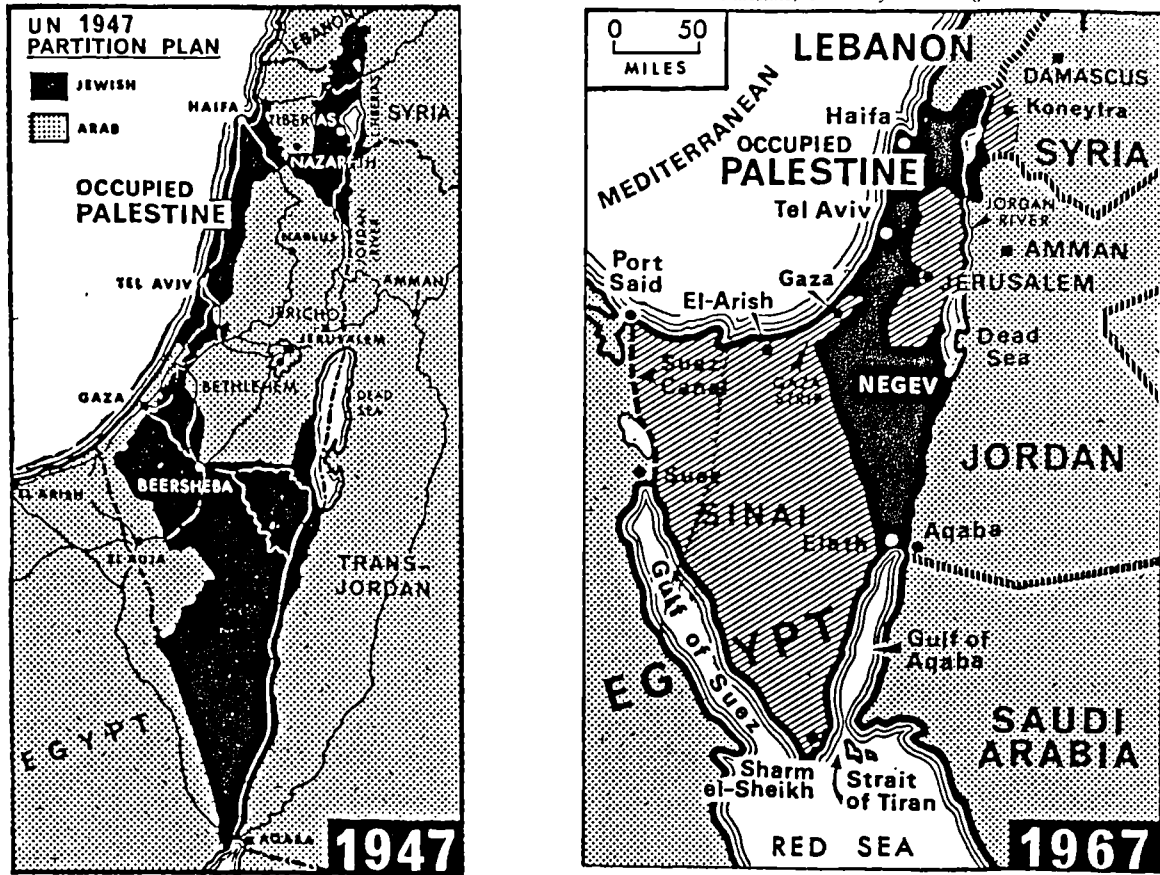 UN 1947
PARTITION PLAN
JEWISH
ARAB
LEBANON
HAIFA
TIBERIAS
TIBERIAS
SYRIA
NAZARETH
OCCUPIED
PALESTINE
NABLUS
JORDAN
RIVER
TEL AVIV
AMMAN
JERICHO
JERUSALEM
BETHLEHEM
GAZA
DEAD
SEA
BEERSHEBA
EL ARISH
EL AUJA
TRANS-
JORDAN
EGYPT
AQABA
1947
0 50
MILES
LEBANON
DAMASCUS
Koneytra
MEDITERRANEAN
Haifa
OCCUPIED
PALESTINE
SYRIA
Tel Aviv
JORDAN
RIVER
AMMAN
Port
Said
Gaza
El-Arish
JERUSALEM
Dead
Sea
Suez
Canal
GAZA
STRIP
NEGEV
JORDAN
Suez
SINAI
Elath
Aqaba
Gulf of Suez
EGYPT
Gulf of
Aqaba
SAUDI
ARABIA
Sharm
el-Sheikh
Strait
of Tiran
RED SEA
1967